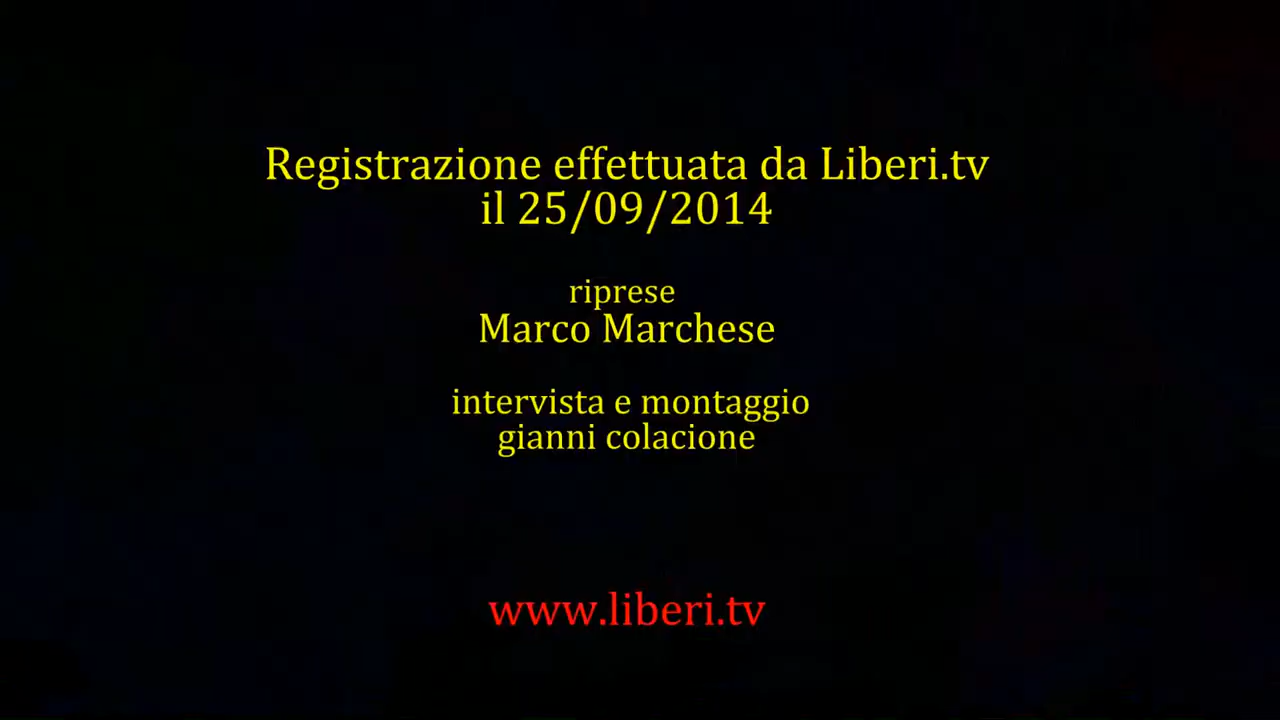 Registrazione effettuata da Liberi.tv
il 25/09/2014
riprese
Marco Marchese
intervista e montaggio
gianni colacione
www.liberi.tv